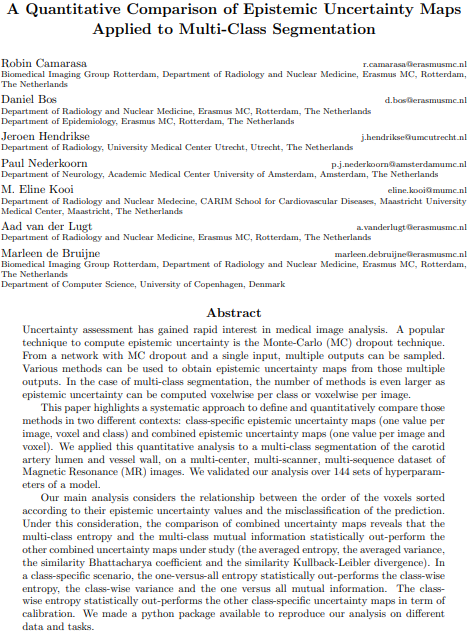 A Quantitative Comparison of Epistemic Uncertainty Maps
Applied to Multi-Class Segmentation
Robin Camarasa r.camarasa@erasmusmc.nl
Biomedical Imaging Group Rotterdam, Department of Radiology and Nuclear Medicine, Erasmus MC, Rotterdam,
The Netherlands
Daniel Bos d.bos@erasmusmc.nl
Department of Radiology and Nuclear Medicine, Erasmus MC, Rotterdam, The Netherlands
Department of Epidemiology, Erasmus MC, Rotterdam, The Netherlands
Jeroen Hendrikse j.hendrikse@umcutrecht.nl
Department of Radiology, University Medical Center Utrecht, Utrecht, The Netherlands
Paul Nederkoorn p.j.nederkoorn@amsterdamumc.nl
Department of Neurology, Academic Medical Center University of Amsterdam, Amsterdam, The Netherlands
M. Eline Kooi eline.kooi@mumc.nl
Department of Radiology and Nuclear Medecine, CARIM School for Cardiovascular Diseases, Maastricht University
Medical Center, Maastricht, The Netherlands
Aad van der Lugt a.vanderlugt@erasmusmc.nl
Department of Radiology and Nuclear Medicine, Erasmus MC, Rotterdam, The Netherlands
Marleen de Bruijne marleen.debruijne@erasmusmc.nl
Biomedical Imaging Group Rotterdam, Department of Radiology and Nuclear Medicine, Erasmus MC, Rotterdam,
The Netherlands
Department of Computer Science, University of Copenhagen, Denmark
Abstract
Uncertainty assessment has gained rapid interest in medical image analysis. A popular
technique to compute epistemic uncertainty is the Monte-Carlo (MC) dropout technique.
From a network with MC dropout and a single input, multiple outputs can be sampled.
Various methods can be used to obtain epistemic uncertainty maps from those multiple
outputs. In the case of multi-class segmentation, the number of methods is even larger as
epistemic uncertainty can be computed voxelwise per class or voxelwise per image.
This paper highlights a systematic approach to define and quantitatively compare those
methods in two different contexts: class-specific epistemic uncertainty maps (one value per
image, voxel and class) and combined epistemic uncertainty maps (one value per image and
voxel). We applied this quantitative analysis to a multi-class segmentation of the carotid
artery lumen and vessel wall, on a multi-center, multi-scanner, multi-sequence dataset of
Magnetic Resonance (MR) images. We validated our analysis over 144 sets of hyperparam-
eters of a model.
Our main analysis considers the relationship between the order of the voxels sorted
according to their epistemic uncertainty values and the misclassification of the prediction.
Under this consideration, the comparison of combined uncertainty maps reveals that the
multi-class entropy and the multi-class mutual information statistically out-perform the
other combined uncertainty maps under study (the averaged entropy, the averaged variance,
the similarity Bhattacharya coefficient and the similarity Kullback-Leibler divergence). In
a class-specific scenario, the one-versus-all entropy statistically out-performs the class-wise
entropy, the class-wise variance and the one versus all mutual information. The class-
wise entropy statistically out-performs the other class-specific uncertainty maps in term of
calibration. We made a python package available to reproduce our analysis on different
data and tasks.